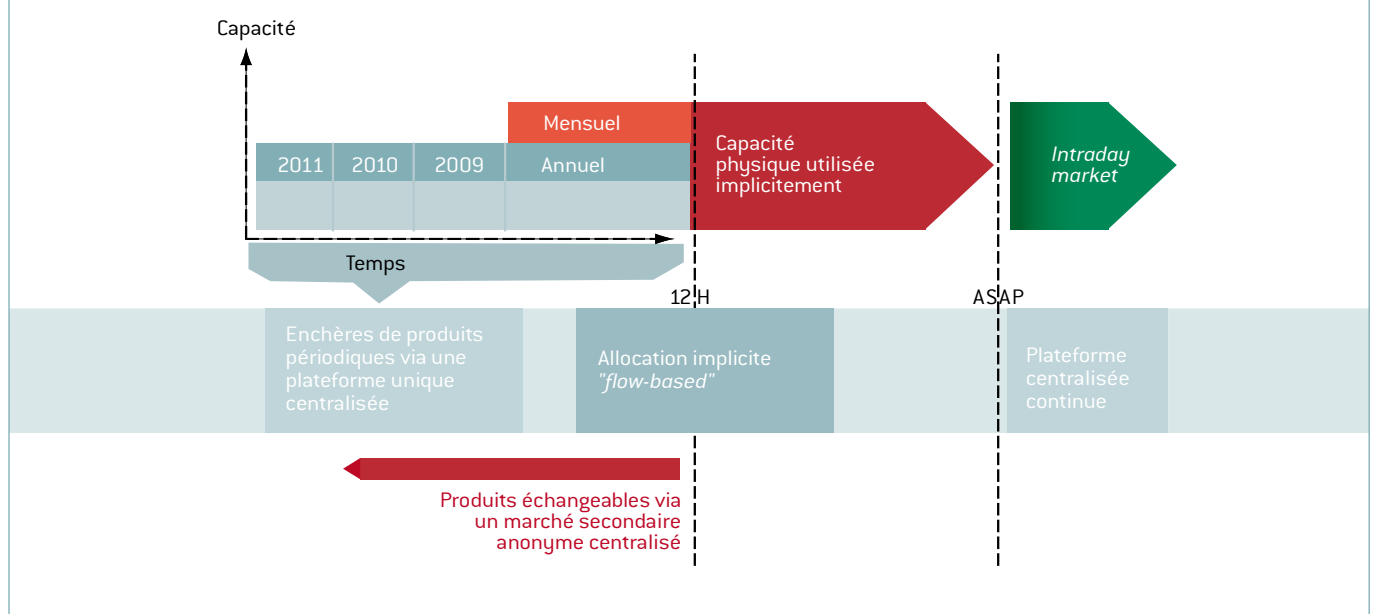 Capacité
Mensuel
2011 2010 2009 Annuel
Capacité
physique utilisée
implicitement
Intraday
market
Temps
12 H
ASAP
Enchères de produits
périodiques via une
plateforme unique
centralisée
Allocation implicite
"flow-based"
Plateforme
centralisée
continue
Produits échangeables via
un marché secondaire
anonyme centralisé